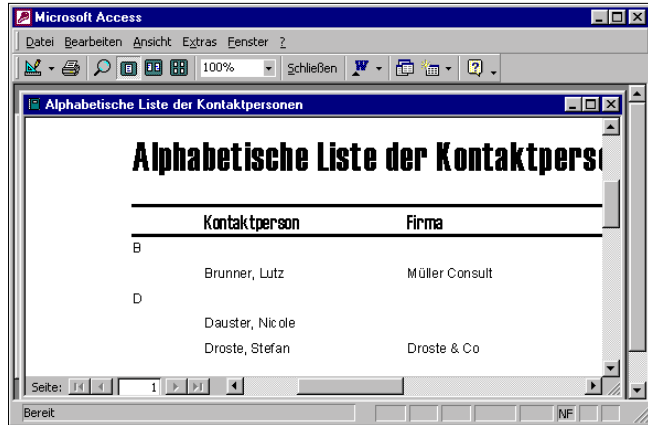 Microsoft Access
Datei Bearbeiten Ansicht Extras Fenster ?
100% Schließen W
Alphabetische Liste der Kontaktpersonen
Alphabetische Liste der Kontaktperso
Kontaktperson Firma
B
Brunner, Lutz Müller Consult
D
Dauster, Nicole
Droste, Stefan Droste & Co
Seite: 1
Bereit NF